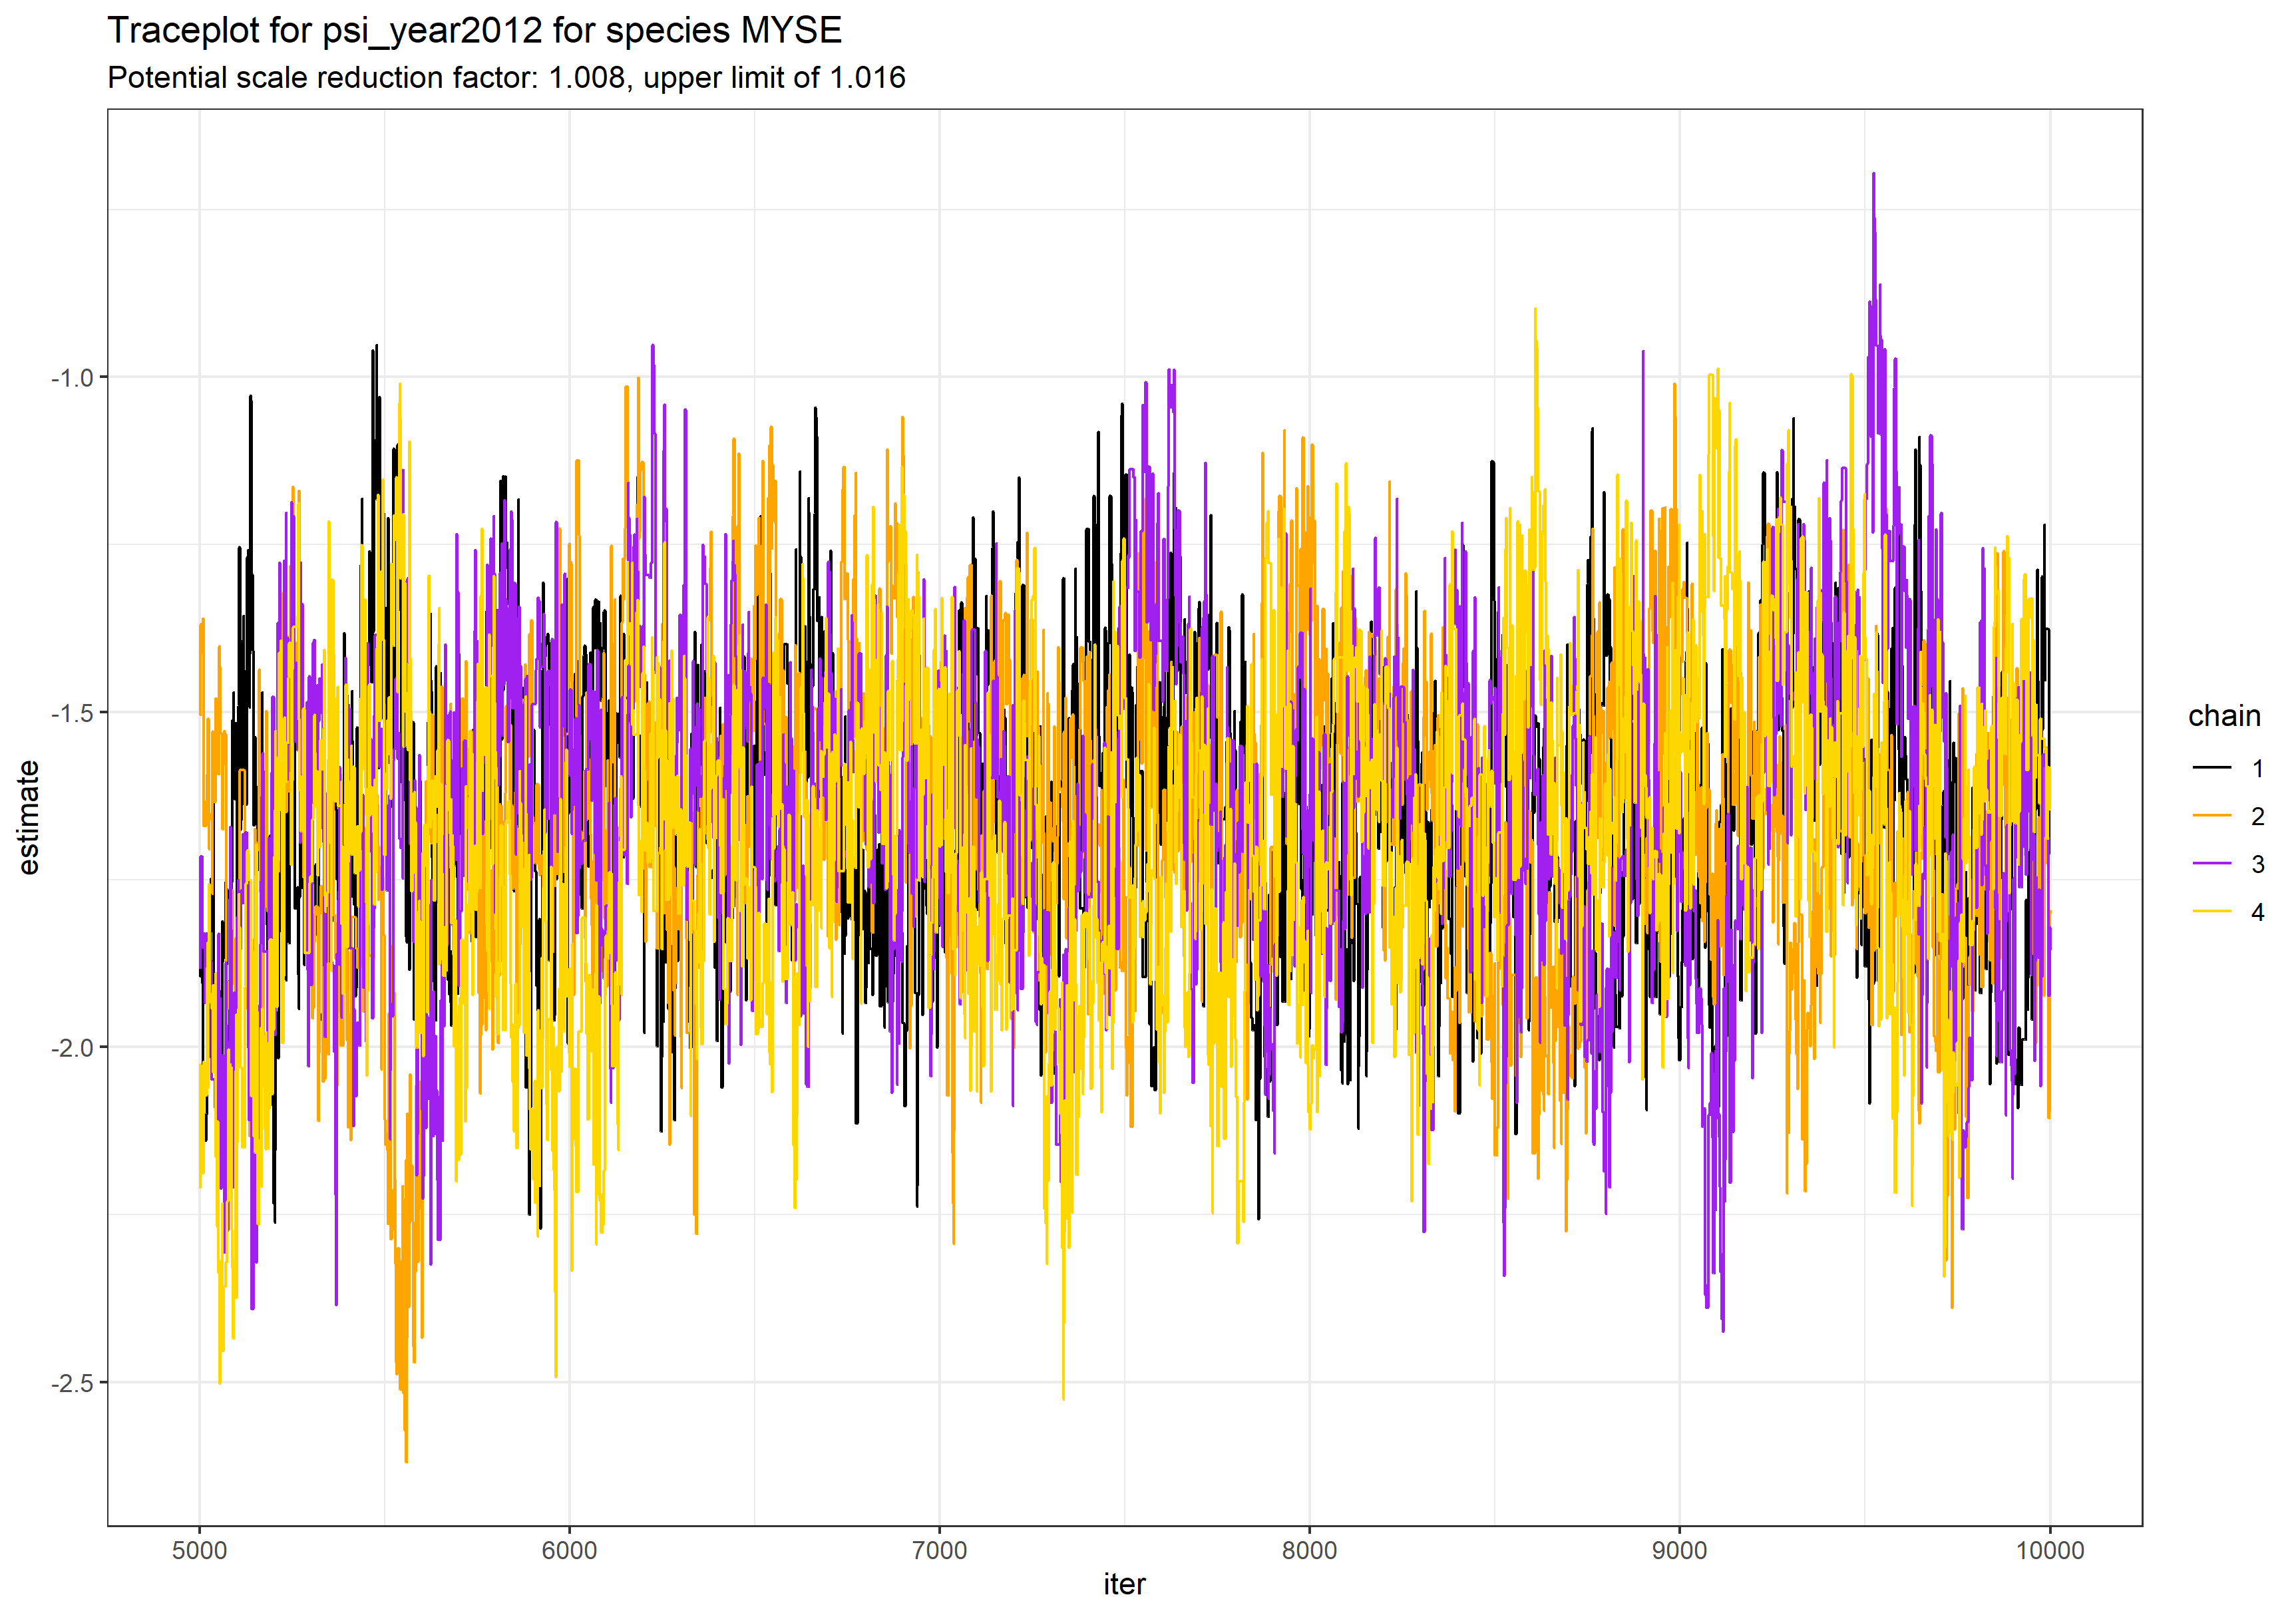 Traceplot for psi_year2012 for species MYSE
Potential scale reduction factor: 1.008, upper limit of 1.016
-1.0
-1.5
-2.0
-2.5
estimate
5000
6000
7000
8000
9000
10000
iter
chain
1
2
3
4